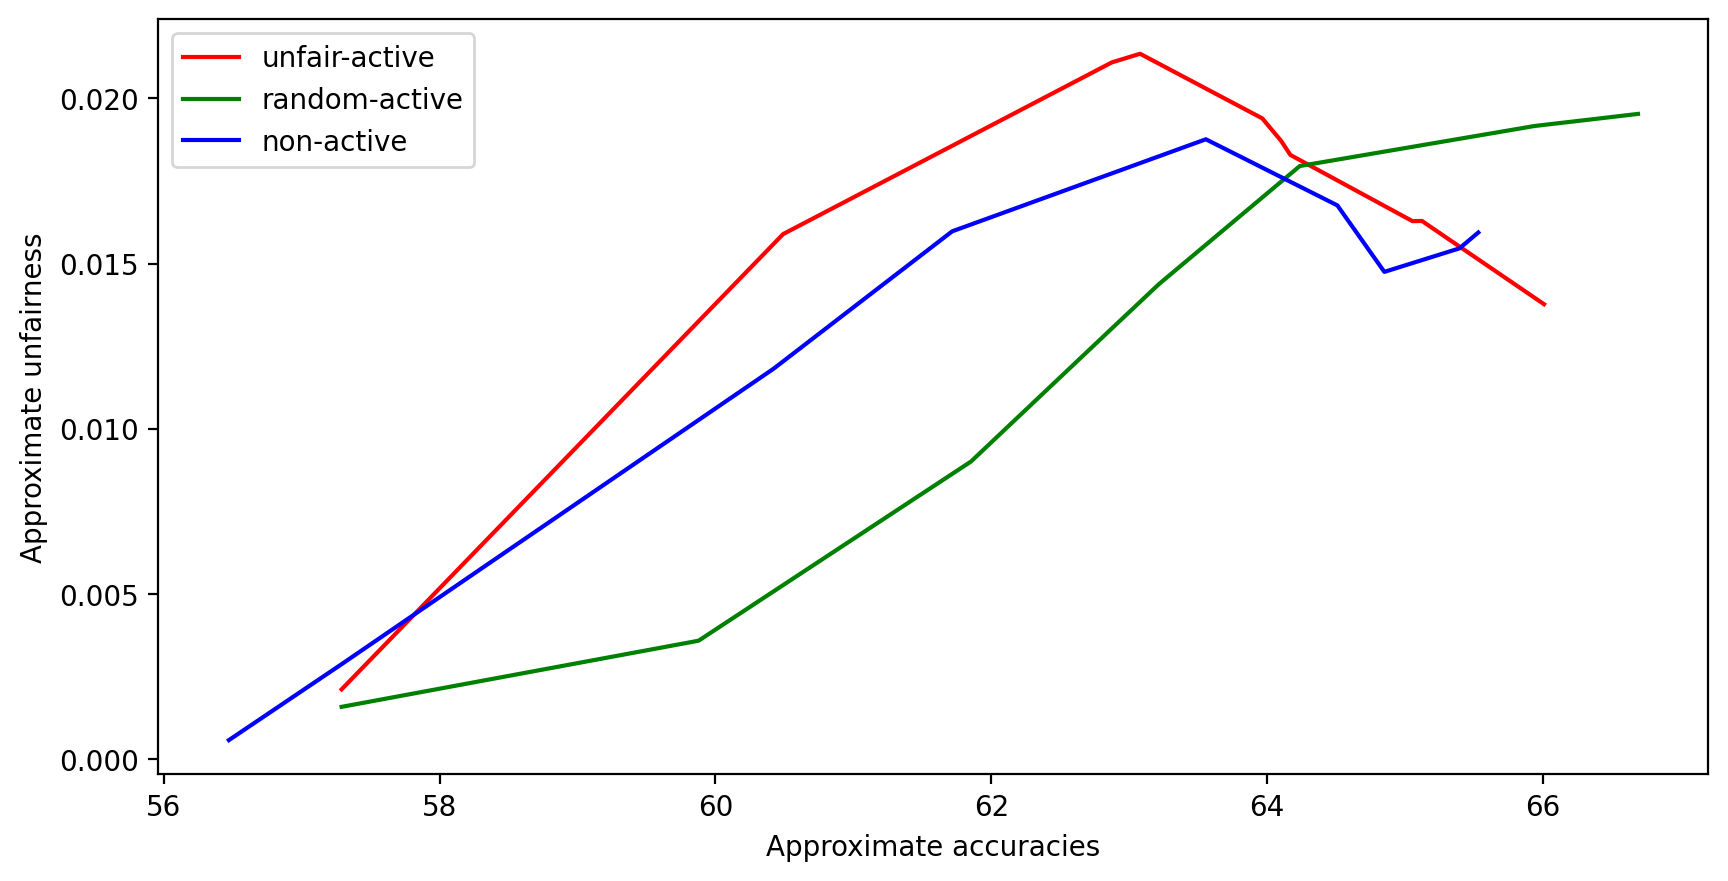 unfair-active
random-active
non-active
0.020
0.015
0.010
0.005
0.000
Approximate unfairness
56 58 60 62 64 66
Approximate accuracies